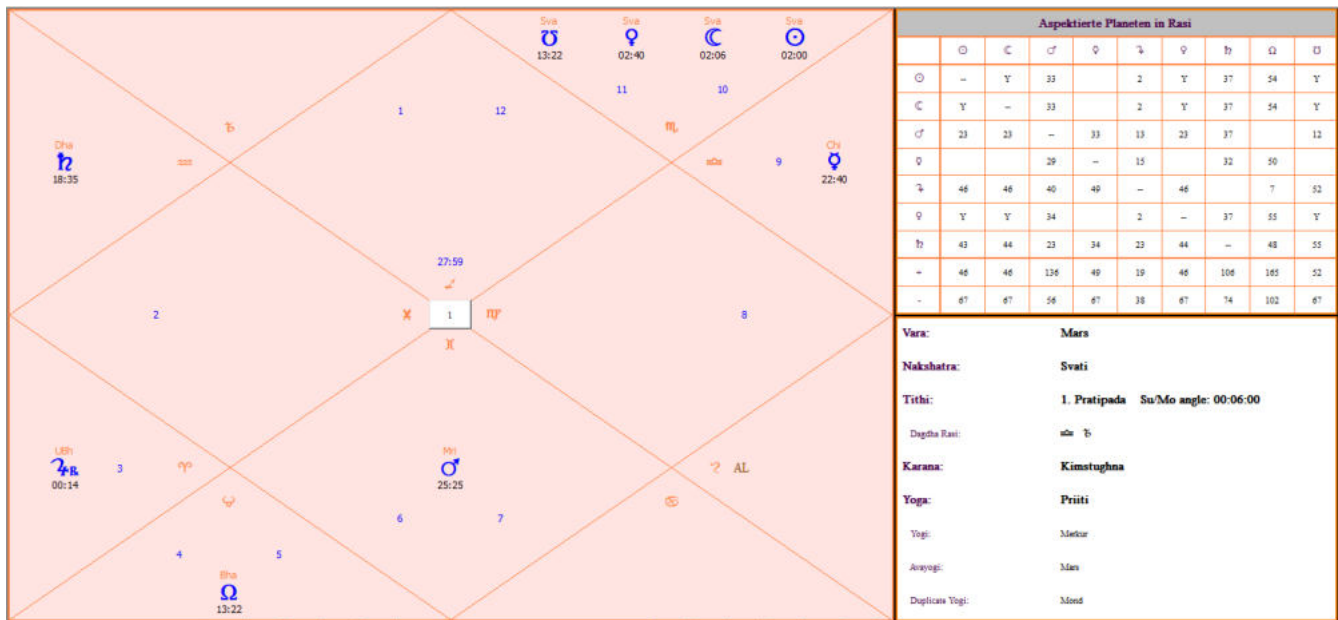 Sva Sva Sva Sva
☋ ♀ ☾ ☉
13:22 02:40 02:06 02:00
11 10
1 12
Dha
♄
18:35
9
Chi
☿
22:40
27:59
2
1
8
UBh
♃℞
00:14
3
Mri
♂
25:25
AL
6 7
4 5
Bha
☊
13:22
Aspektierte Planeten in Rasi
☉ ☾ ♂ ☿ ♃ ♀ ♄ ☊ ☋
☉ – Y 33 2 Y 37 54 Y
☾ Y – 33 2 Y 37 54 Y
♂ 23 23 – 33 13 23 37 12
☿ 29 – 15 32 50
♃ 46 46 40 49 – 46 7 52
♀ Y Y 34 2 – 37 55 Y
♄ 43 44 23 34 23 44 – 48 55
+ 46 46 136 49 19 46 106 165 52
- 67 67 56 67 38 67 74 102 67
Vara: Mars
Nakshatra: Svati
Tithi: 1. Pratipada Su/Mo angle: 00:06:00
Dagdha Rasi: ♎
Karana: Kimstughna
Yoga: Priiti
Yogi: Merkur
Avayogi: Mars
Duplicate Yogi: Mond